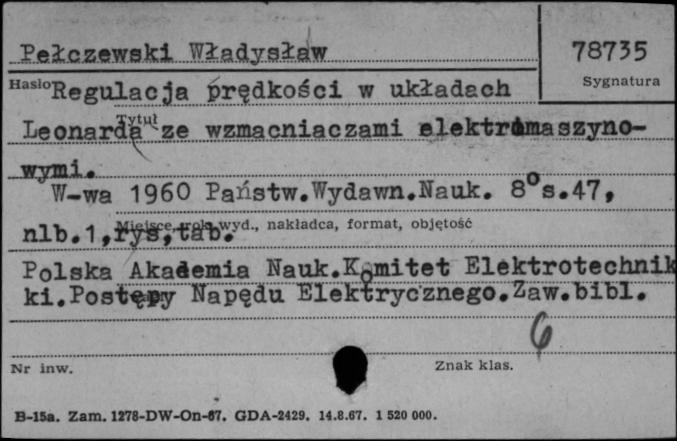 Pełczewski Władysław
78735
Hasło
Sygnatura
Regulacja prędkości w układach
Tytuł
Leonarda ze wzmacniaczami elektromaszyno-
wymi.
W-wa 1960 Państw.Wydawn.Nauk. 8°s.47,
Miejsce, rok wyd., nakładca, format, objętość
nlb.1,rys,tab.
Polska Akademia Nauk.Komitet Elektrotechnik
ki.Postępy Napędu Elektrycznego.Zaw.bibl.
6
Nr inw.
Znak klas.
B-15a. Zam. 1278-DW-On-67. GDA-2429. 14.8.67. 1 520 000.